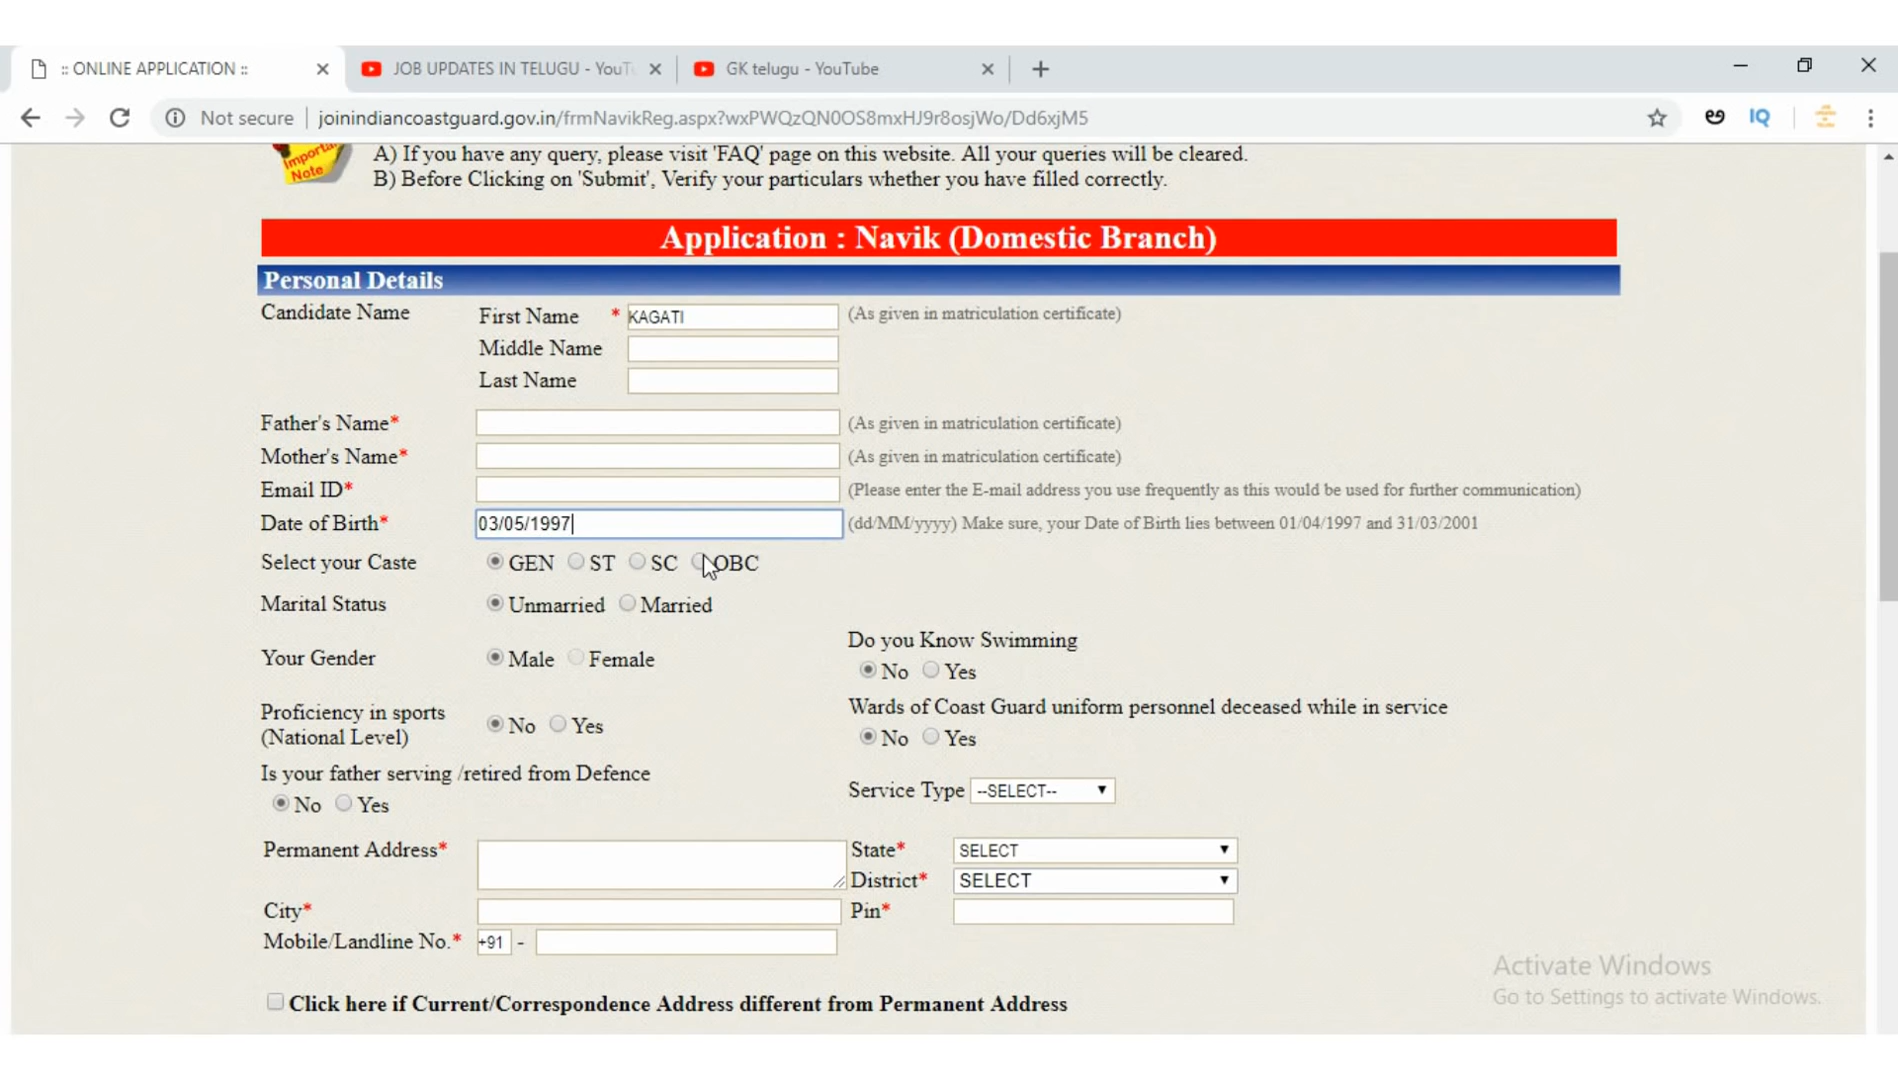 :: ONLINE APPLICATION ::
JOB UPDATES IN TELUGU - YouTu
GK telugu - YouTube
Not secure | joinindiancoastguard.gov.in/frmNavikReg.aspx?wxPWQzQN0OS8mxHJ9r8osjWo/Dd6xjM5
IQ
Important
Note
A) If you have any query, please visit 'FAQ' page on this website. All your queries will be cleared.
B) Before Clicking on 'Submit', Verify your particulars whether you have filled correctly.
Application : Navik (Domestic Branch)
Personal Details
Candidate Name First Name * KAGATI (As given in matriculation certificate)
Middle Name
Last Name
Father's Name* (As given in matriculation certificate)
Mother's Name* (As given in matriculation certificate)
Email ID* (Please enter the E-mail address you use frequently as this would be used for further communication)
Date of Birth* 03/05/1997 (dd/MM/yyyy) Make sure, your Date of Birth lies between 01/04/1997 and 31/03/2001
Select your Caste GEN ST SC OBC
Marital Status Unmarried Married
Your Gender Male Female
Do you Know Swimming
No Yes
Proficiency in sports
(National Level) No Yes
Wards of Coast Guard uniform personnel deceased while in service
No Yes
Is your father serving /retired from Defence
No Yes
Service Type --SELECT--
Permanent Address* State* SELECT
District* SELECT
City* Pin*
Mobile/Landline No.* +91 -
Click here if Current/Correspondence Address different from Permanent Address
Activate Windows
Go to Settings to activate Windows.